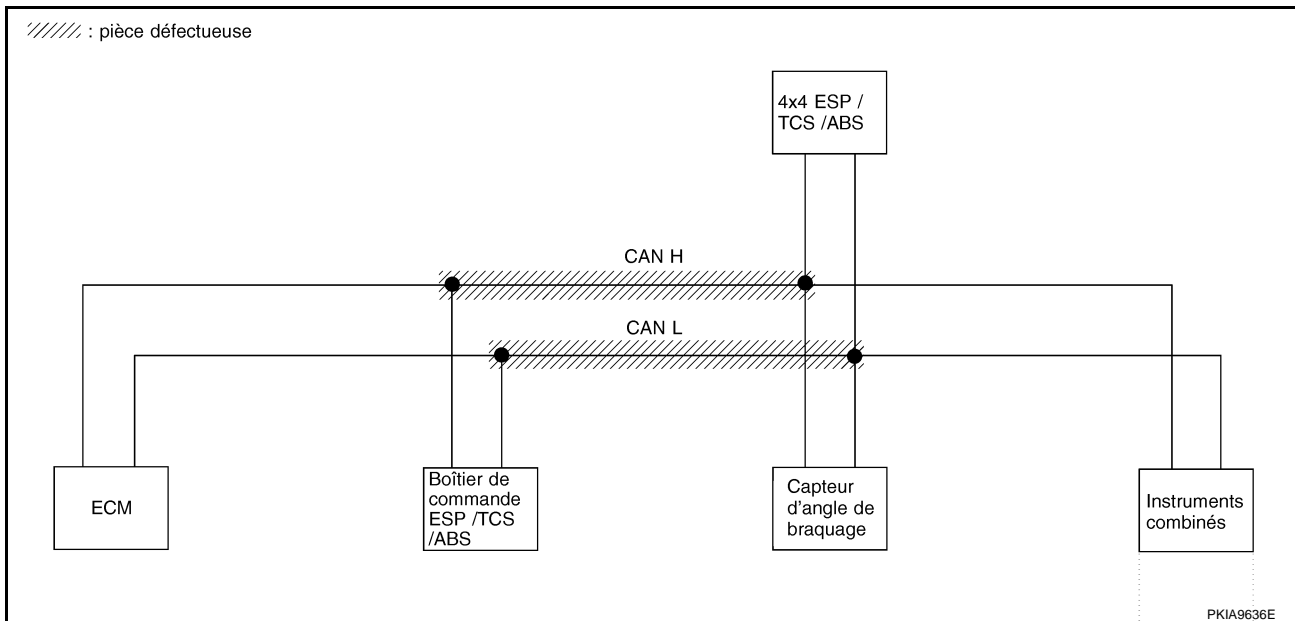 : pièce défectueuse
4x4 ESP /
TCS /ABS
CAN H
CAN L
ECM
Boîtier de
commande
ESP /TCS
/ABS
Capteur
d'angle de
braquage
Instruments
combinés
PKIA9636E